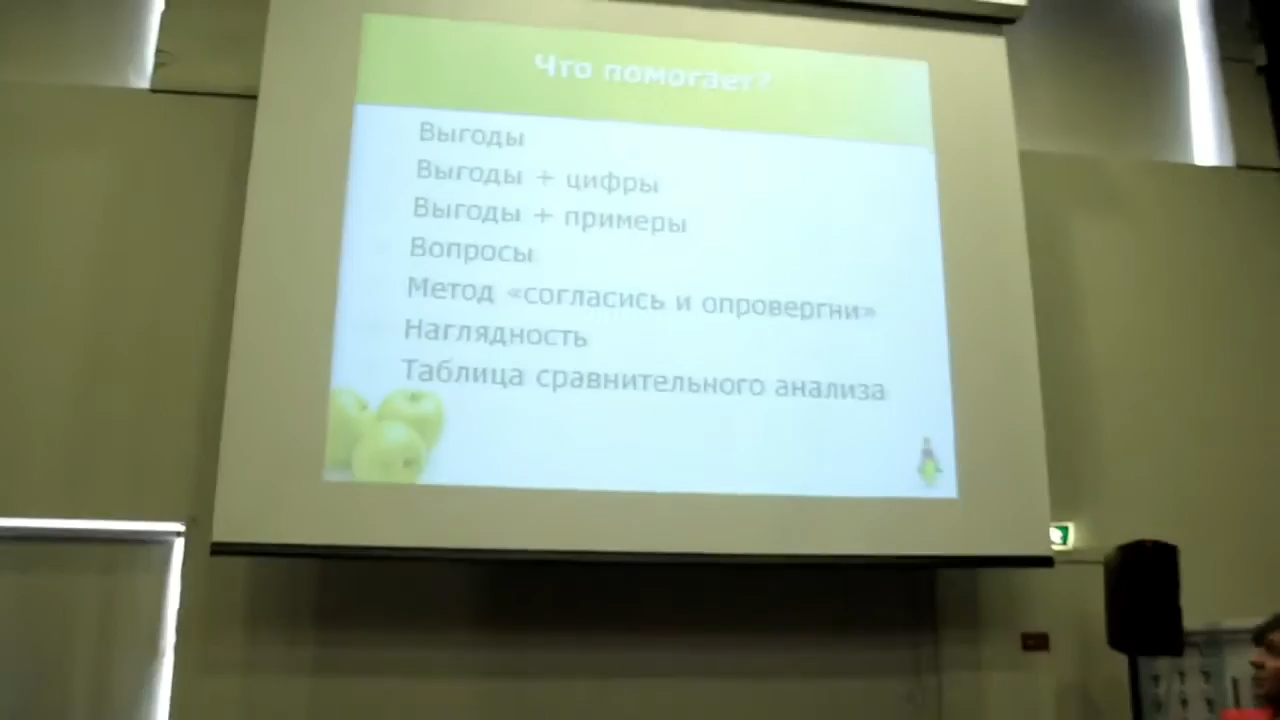 Что помогает?
Выгоды
Выгоды + цифры
Выгоды + примеры
Вопросы
Метод «согласись и опровергни»
Наглядность
Таблица сравнительного анализа